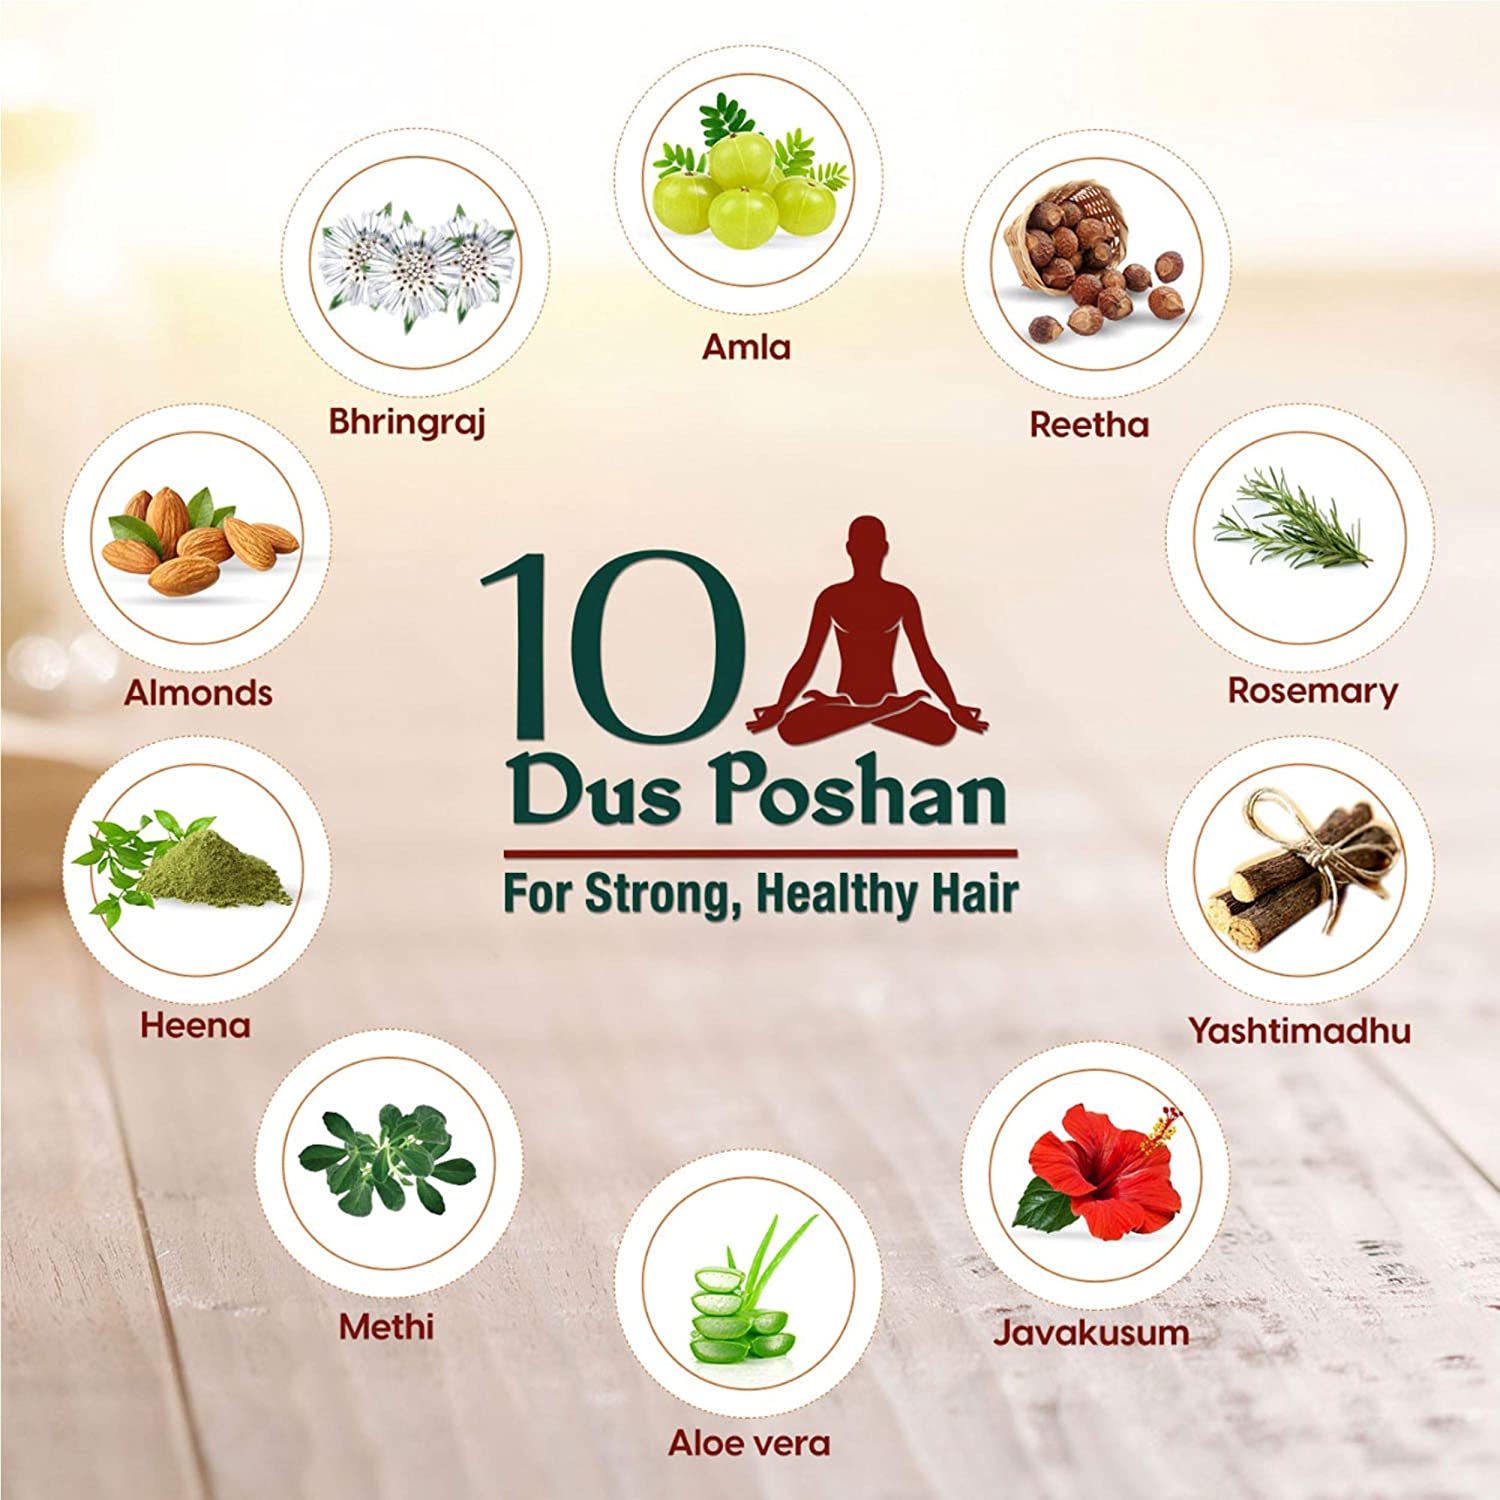 Amla
Bhringraj
Reetha
Almonds
Rosemary
10
Dus Poshan
For Strong, Healthy Hair
Heena
Yashtimadhu
Methi
Javakusum
Aloe vera